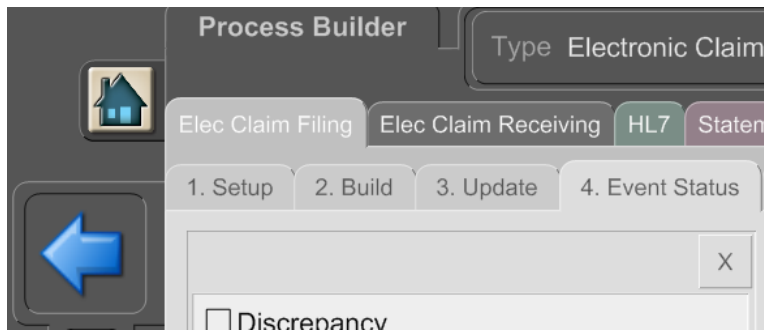 Process Builder
Type Electronic Claim
Elec Claim Filing Elec Claim Receiving HL7 Statem
1. Setup 2. Build 3. Update 4. Event Status
X
Discrepancy